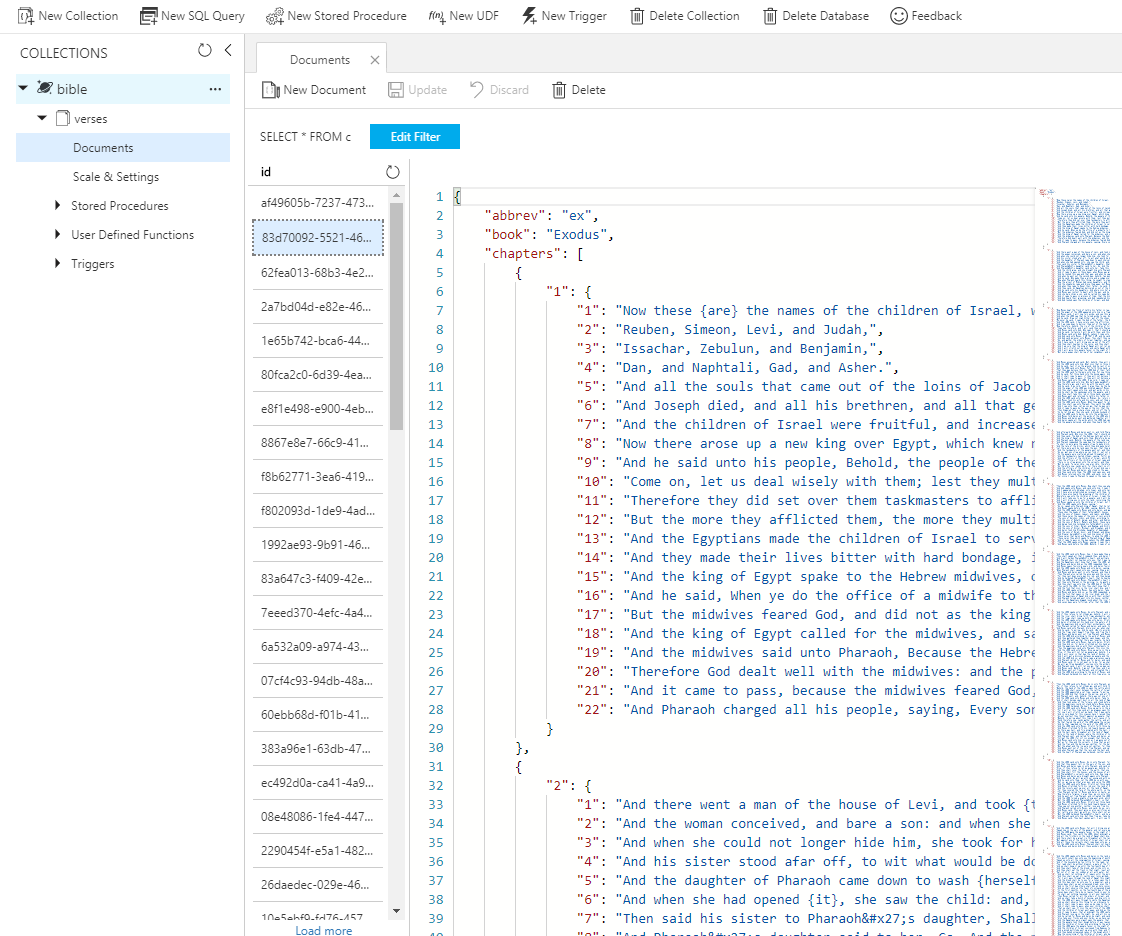 New Collection New SQL Query New Stored Procedure f(n) New UDF New Trigger Delete Collection Delete Database Feedback
COLLECTIONS
bible ...
verses
Documents
Scale & Settings
Stored Procedures
User Defined Functions
Triggers
Documents
New Document Update Discard Delete
SELECT * FROM c Edit Filter
id
af49605b-7237-473...
83d70092-5521-46...
62fea013-68b3-4e2...
2a7bd04d-e82e-46...
1e65b742-bca6-44...
80fca2c0-6d39-4ea...
e8f1e498-e900-4eb...
8867e8e7-66c9-41...
f8b62771-3ea6-419...
f802093d-1de9-4ad...
1992ae93-9b91-46...
83a647c3-f409-42e...
7eeed370-4efc-4a4...
6a532a09-a974-43...
07cf4c93-94db-48a...
60ebb68d-f01b-41...
383a96e1-63db-47...
ec492d0a-ca41-4a9...
08e48086-1fe4-447...
2290454f-e5a1-482...
26daedec-029e-46...
10e5ebf9-fd76-457
Load more
1 {
2 "abbrev": "ex",
3 "book": "Exodus",
4 "chapters": [
5 {
6 "1": {
7 "1": "Now these {are} the names of the children of Israel, w
8 "2": "Reuben, Simeon, Levi, and Judah,",
9 "3": "Issachar, Zebulun, and Benjamin,",
10 "4": "Dan, and Naphtali, Gad, and Asher.",
11 "5": "And all the souls that came out of the loins of Jacob
12 "6": "And Joseph died, and all his brethren, and all that ge
13 "7": "And the children of Israel were fruitful, and increase
14 "8": "Now there arose up a new king over Egypt, which knew n
15 "9": "And he said unto his people, Behold, the people of the
16 "10": "Come on, let us deal wisely with them; lest they mult
17 "11": "Therefore they did set over them taskmasters to affli
18 "12": "But the more they afflicted them, the more they multi
19 "13": "And the Egyptians made the children of Israel to serv
20 "14": "And they made their lives bitter with hard bondage, i
21 "15": "And the king of Egypt spake to the Hebrew midwives, o
22 "16": "And he said, When ye do the office of a midwife to th
23 "17": "But the midwives feared God, and did not as the king
24 "18": "And the king of Egypt called for the midwives, and sa
25 "19": "And the midwives said unto Pharaoh, Because the Hebre
26 "20": "Therefore God dealt well with the midwives: and the p
27 "21": "And it came to pass, because the midwives feared God,
28 "22": "And Pharaoh charged all his people, saying, Every son
29 }
30 },
31 {
32 "2": {
33 "1": "And there went a man of the house of Levi, and took {t
34 "2": "And the woman conceived, and bare a son: and when she
35 "3": "And when she could not longer hide him, she took for h
36 "4": "And his sister stood afar off, to wit what would be do
37 "5": "And the daughter of Pharaoh came down to wash {herself
38 "6": "And when she had opened {it}, she saw the child: and,
39 "7": "Then said his sister to Pharaoh&#x27;s daughter, Shall